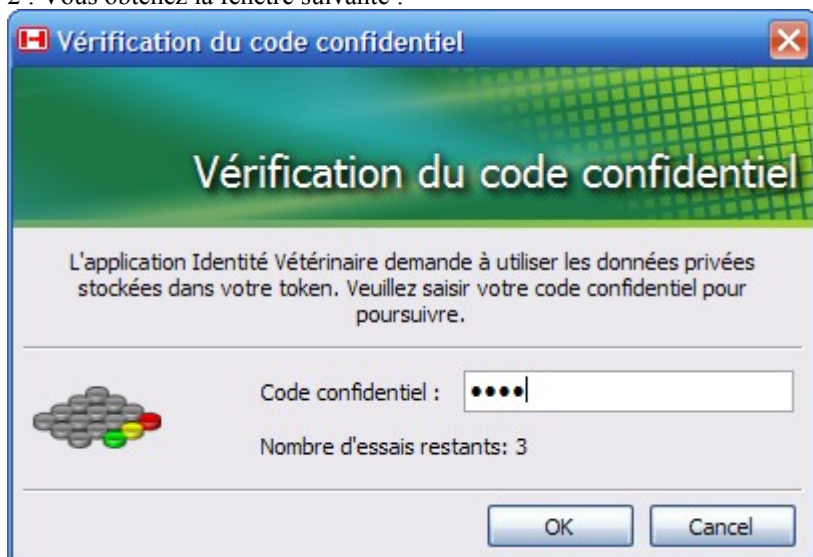 2 : Vous obtenez la fenêtre suivante :
Vérification du code confidentiel
Vérification du code confidentiel
L'application Identité Vétérinaire demande à utiliser les données privées
stockées dans votre token. Veuillez saisir votre code confidentiel pour
poursuivre.
Code confidentiel : ••••
Nombre d'essais restants: 3
OK Cancel